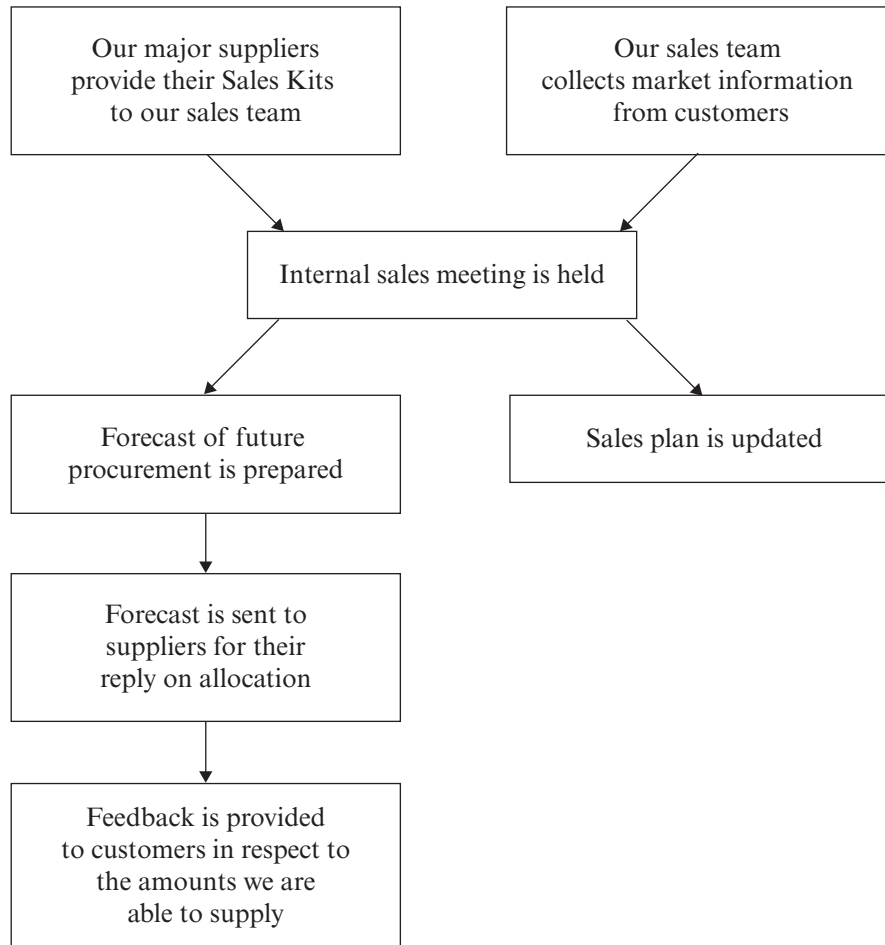 Our major suppliers
provide their Sales Kits
to our sales team
Our sales team
collects market information
from customers
Internal sales meeting is held
Forecast of future
procurement is prepared
Sales plan is updated
Forecast is sent to
suppliers for their
reply on allocation
Feedback is provided
to customers in respect to
the amounts we are
able to supply